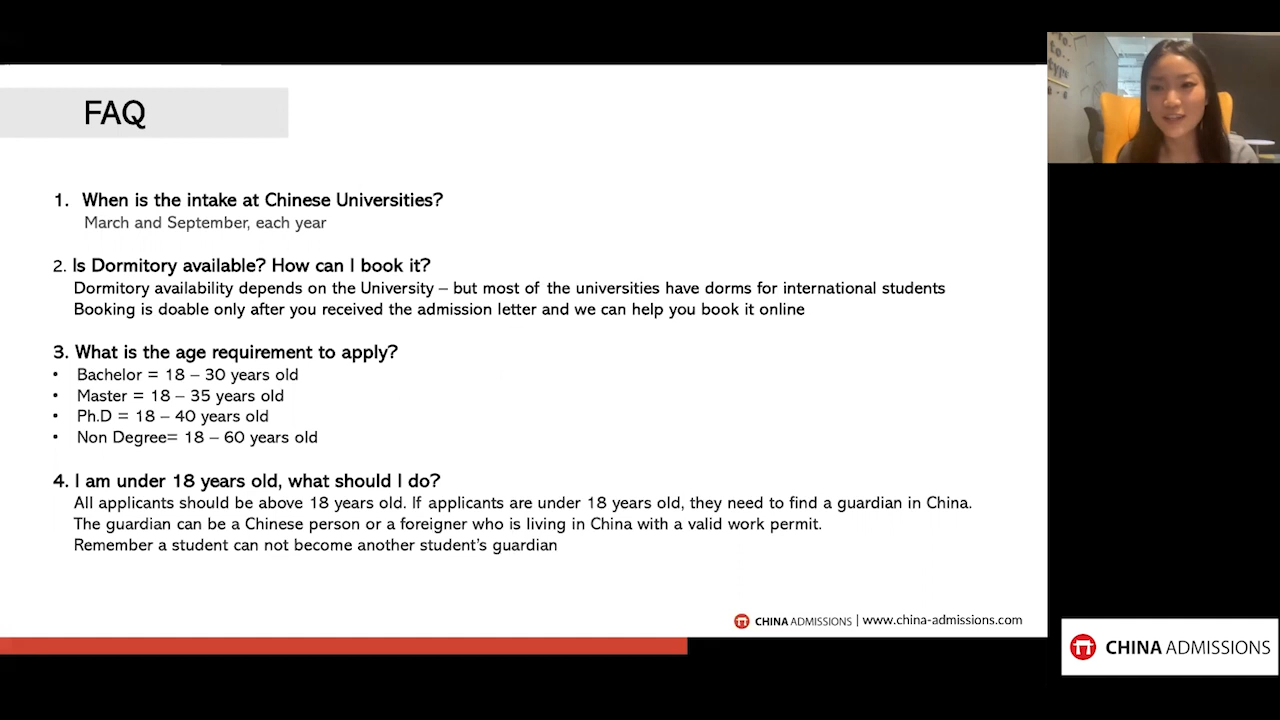 FAQ
1. When is the intake at Chinese Universities?
March and September, each year
2. Is Dormitory available? How can I book it?
Dormitory availability depends on the University – but most of the universities have dorms for international students
Booking is doable only after you received the admission letter and we can help you book it online
3. What is the age requirement to apply?
• Bachelor = 18 – 30 years old
• Master = 18 – 35 years old
• Ph.D = 18 – 40 years old
• Non Degree= 18 – 60 years old
4. I am under 18 years old, what should I do?
All applicants should be above 18 years old. If applicants are under 18 years old, they need to find a guardian in China.
The guardian can be a Chinese person or a foreigner who is living in China with a valid work permit.
Remember a student can not become another student's guardian
CHINA ADMISSIONS | www.china-admissions.com
to-
type
CHINA ADMISSIONS